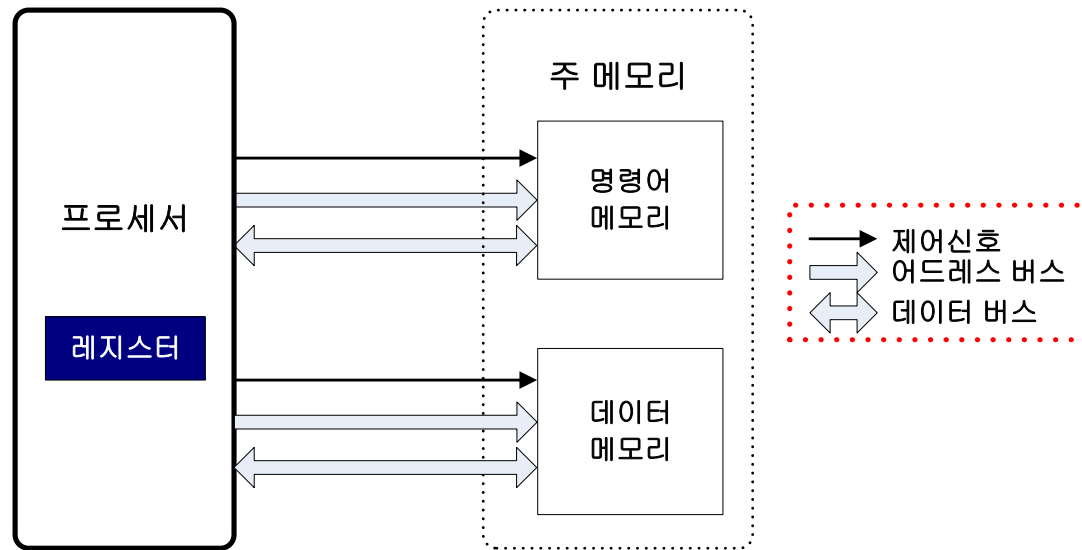 주 메모리
프로세서
레지스터
명령어
메모리
데이터
메모리
제어신호
어드레스 버스
데이터 버스